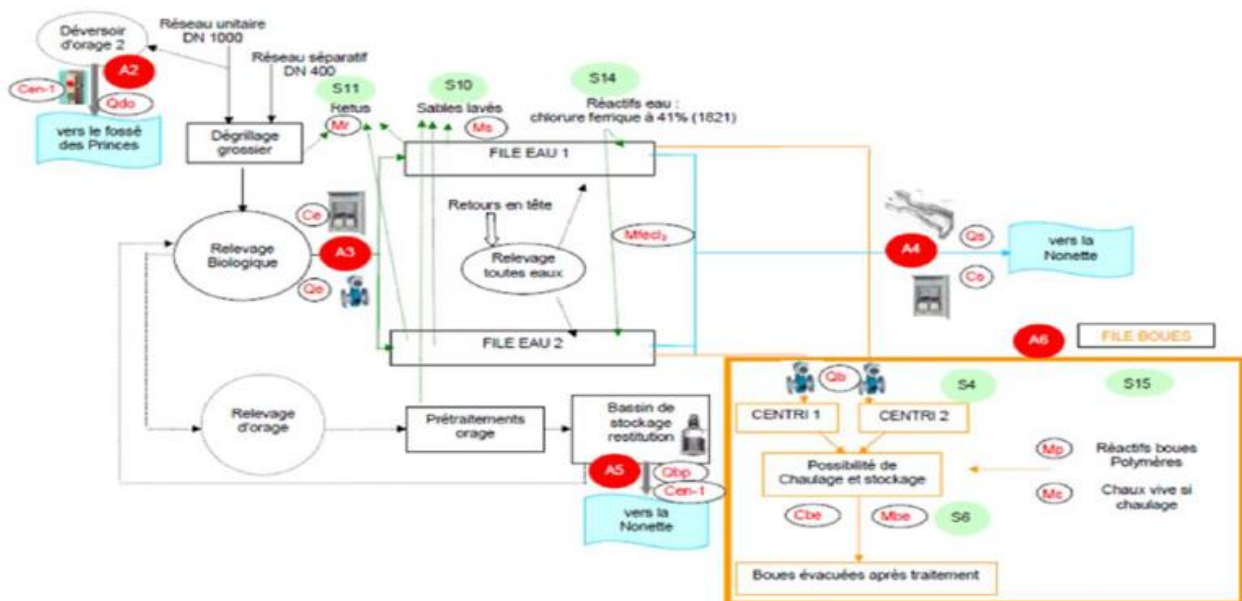 Déversoir
d'orage 2
Réseau unitaire
DN 1000
Réseau séparatif
DN 400
A2
Cen-1
Qdo
vers le fossé
des Princes
Dégrillage
grossier
S11
Retus
Mr
S10
Sables lavés
Ms
S14
Réactifs eau :
chlorure ferrique à 41% (1821)
FILE EAU 1
Retours en tête
Relevage
toutes eaux
Mfecl₃
Relevage
Biologique
Ce
A3
Qe
FILE EAU 2
A4
Qs
Cs
vers la
Nonette
A6
FILE BOUES
Relevage
d'orage
Prétraitements
orage
Bassin de
stockage
restitution
A5
Qbp
Cen-1
vers la
Nonette
Qb
S4
S15
CENTRI 1
CENTRI 2
Possibilité de
Chaulage et stockage
Mp
Réactifs boues
Polymères
Mc
Chaux vive si
chaulage
Cbe
Mbe
S6
Boues évacuées après traitement